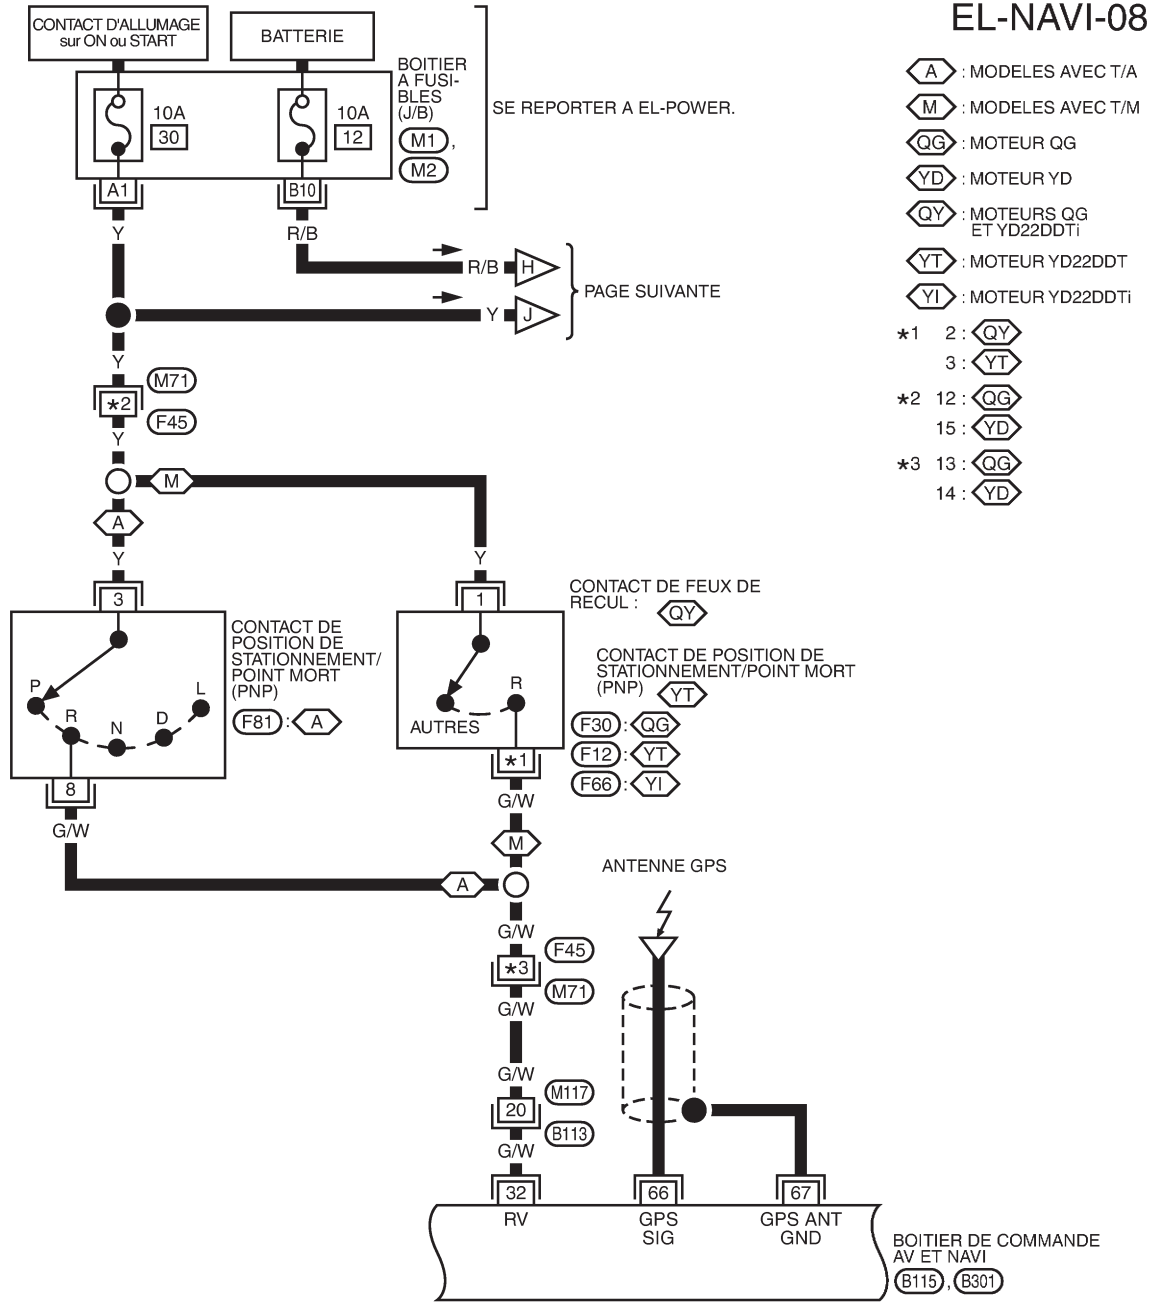 EL-NAVI-08
CONTACT D'ALLUMAGE
sur ON ou START
BATTERIE
BOITIER
A FUSI-
BLES
(J/B)
M1 ,
M2
10A
30
10A
12
SE REPORTER A EL-POWER.
A1
B10
Y
R/B
R/B
H
Y
J
PAGE SUIVANTE
Y
M71
*2
F45
Y
M
A
Y
Y
3
1
CONTACT DE
POSITION DE
STATIONNEMENT/
POINT MORT
(PNP)
F81 : A
P
R
N
D
L
8
G/W
CONTACT DE FEUX DE
RECUL : QY
CONTACT DE POSITION DE
STATIONNEMENT/POINT MORT
(PNP) YT
F30 : QG
F12 : YT
F66 : YI
R
AUTRES
*1
G/W
M
A
G/W
F45
*3
M71
G/W
G/W
M117
20
B113
G/W
ANTENNE GPS
32
66
67
RV
GPS
SIG
GPS ANT
GND
BOITIER DE COMMANDE
AV ET NAVI
B115 , B301
A : MODELES AVEC T/A
M : MODELES AVEC T/M
QG : MOTEUR QG
YD : MOTEUR YD
QY : MOTEURS QG
ET YD22DDTi
YT : MOTEUR YD22DDT
YI : MOTEUR YD22DDTi
*1 2 : QY
3 : YT
*2 12 : QG
15 : YD
*3 13 : QG
14 : YD